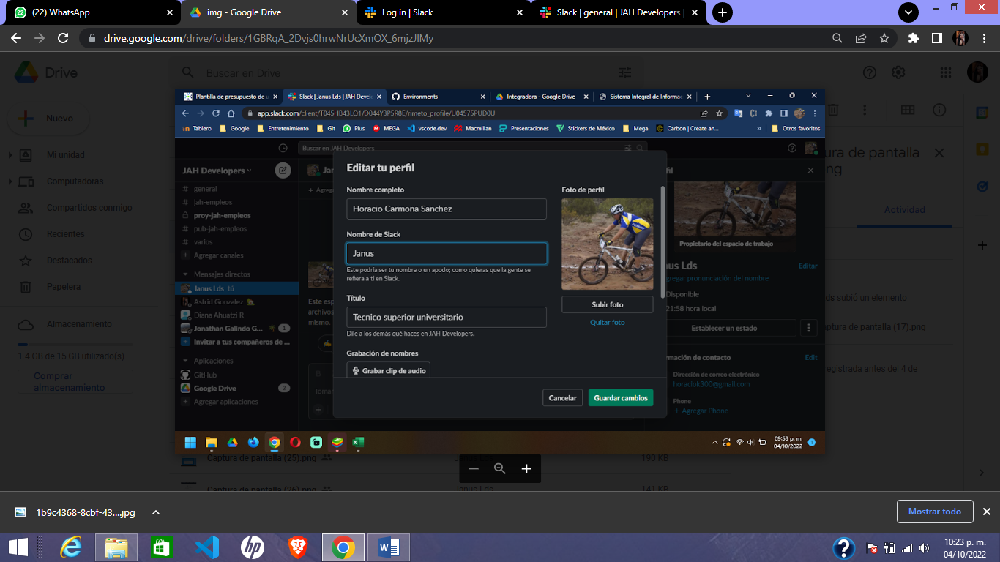 (22) WhatsApp
img - Google Drive
Log in | Slack
Slack | general | JAH Developers |
drive.google.com/drive/folders/1GBRqA_2Dvjs0hrwNrUcXmOX_6mjzJIMy
Drive
Buscar en Drive
Nuevo
Mi unidad
Computadoras
Compartidos conmigo
Recientes
Destacados
Papelera
Almacenamiento
1.4 GB de 15 GB utilizado(s)
Comprar
almacenamiento
Plantilla de presupuesto de u
Slack | Janus Lds | JAH Devel
Environments
Integradora - Google Drive
Sistema Integral de Informac
app.slack.com/client/T045HB43LQ1/D044Y3P5R8E/rimeto_profile/U04575PUD0U
Tablero
Google
Entretenimiento
Git
Plus
MEGA
vscode.dev
Macmillan
Presentaciones
Stickers de México
Mega
Carbon | Create an...
»
Otros favoritos
Buscar en JAH Developers
JAH Developers
# general
# jah-empleos
proy-jah-empleos
# pub-jah-empleos
# varios
+ Agregar canales
Mensajes directos
Janus Lds tú
Astrid Gonzalez
Diana Ahuatzi R
Jonathan Galindo G... 1
Invitar a tus compañeros de ...
Aplicaciones
GitHub
Google Drive 2
+ Agregar aplicaciones
Jan
+ Agrega
Este esp
archivos
mismo.
Tomar
Editar tu perfil
Nombre completo
Horacio Carmona Sanchez
Nombre de Slack
Janus
Este podría ser tu nombre o un apodo; como quieras que la gente se
refiera a ti en Slack.
Título
Tecnico superior universitario
Dile a los demás qué haces en JAH Developers.
Grabación de nombres
Grabar clip de audio
Foto de perfil
Subir foto
Quitar foto
Cancelar
Guardar cambios
fil
Propietario del espacio de trabajo
us Lds
Editar
gregar pronunciación del nombre
Disponible
21:58 hora local
Establecer un estado
rmación de contacto
Edit
Dirección de correo electrónico
horaciok300@gmail.com
Phone
+ Agregar Phone
09:58 p. m.
04/10/2022
1
ura de pantalla
ng
Actividad
ds subió un elemento
ptura de pantalla (17).png
egistrada antes del 4 de
Captura de pantalla (25).png
Janus Lds
190 KB
Captura de pantalla (26).png
Janus Lds
141 KB
1b9c4368-8cbf-43....jpg
Mostrar todo
10:23 p. m.
04/10/2022